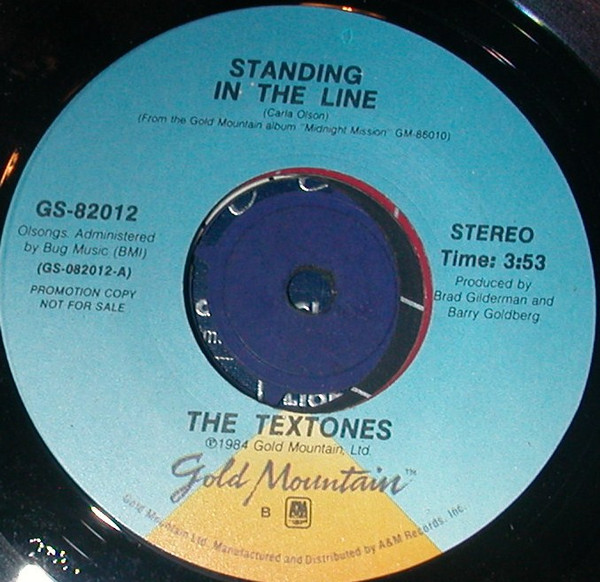 STANDING
IN THE LINE
(Carla Olson)
(From the Gold Mountain album "Midnight Mission" GM-86010)
GS-82012
Olsongs. Administered
by Bug Music (BMI)
(GS-082012-A)
PROMOTION COPY
NOT FOR SALE
STEREO
Time: 3:53
Produced by
Brad Gilderman and
Barry Goldberg
THE TEXTONES
℗1984 Gold Mountain, Ltd.
Gold Mountain™
B A&M
Gold Mountain Ltd. Manufactured and Distributed by A&M Records, Inc.